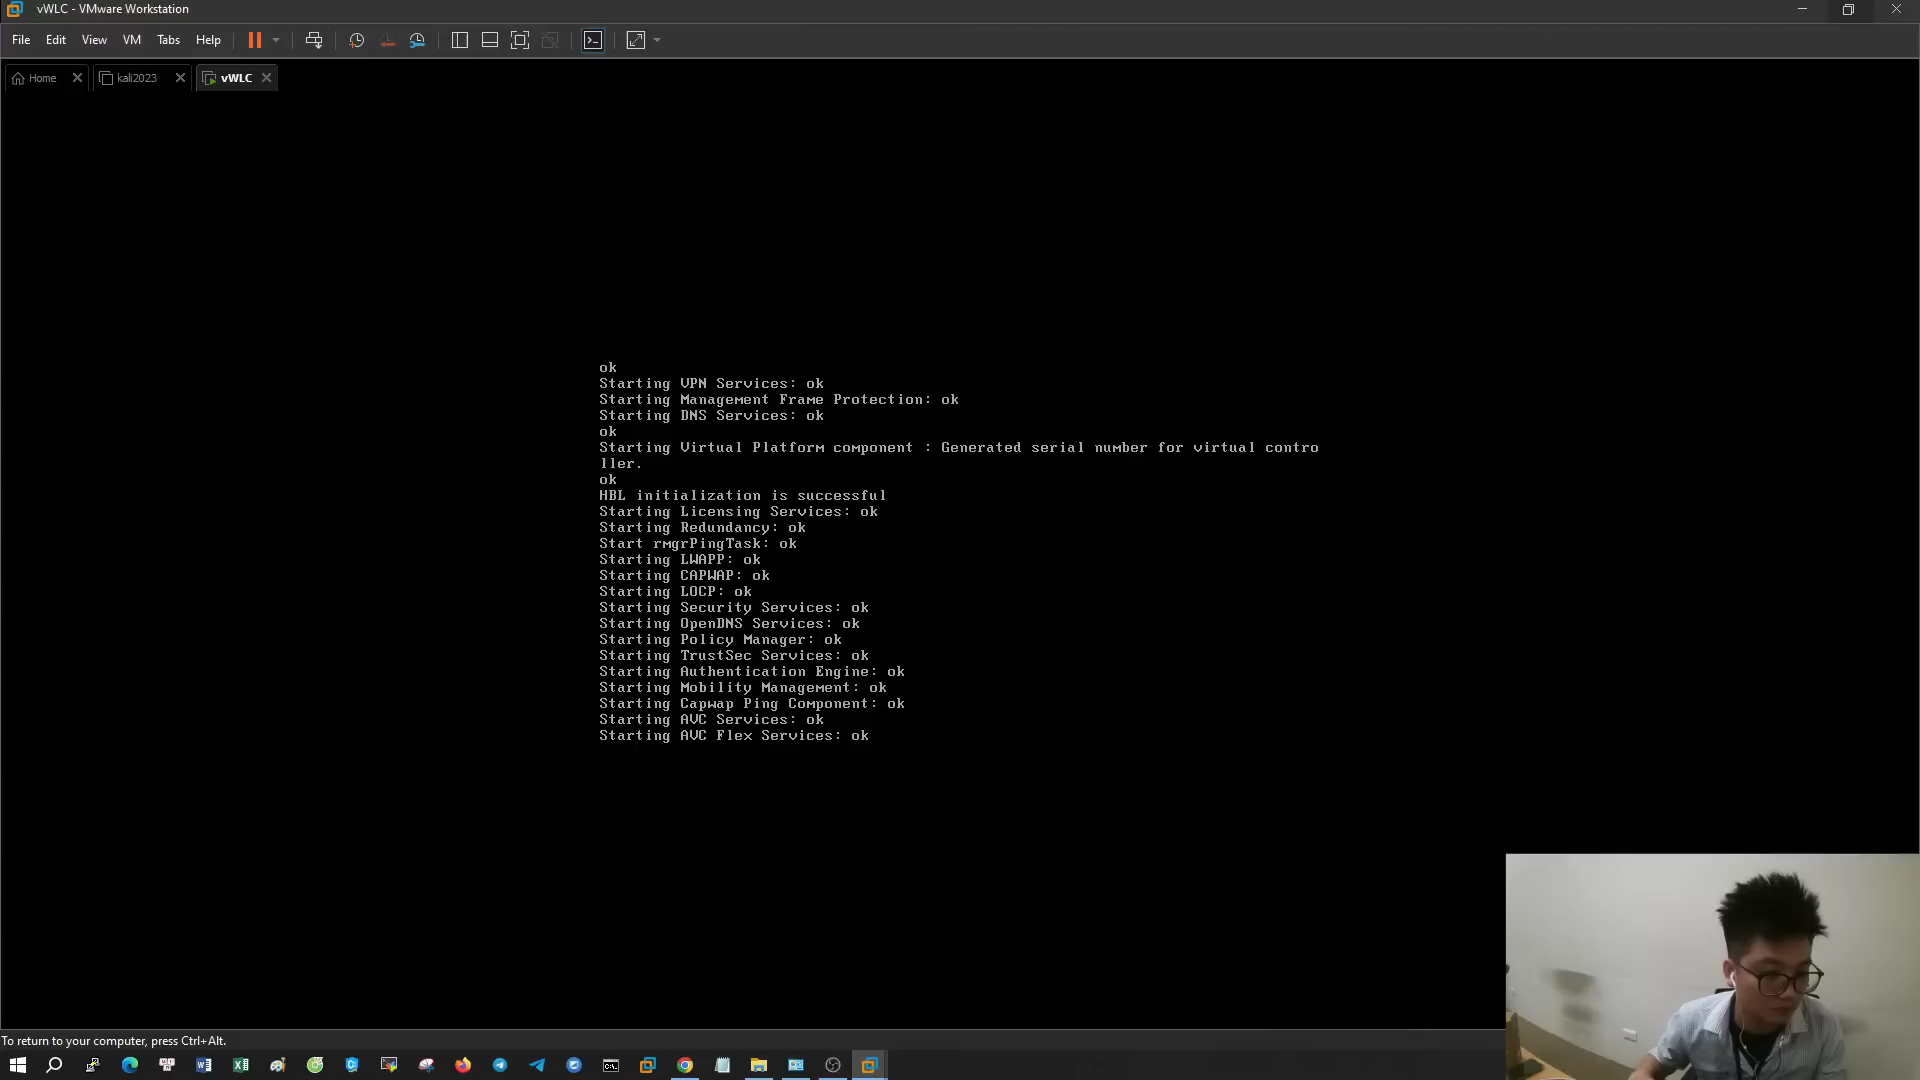 vWLC - VMware Workstation
File Edit View VM Tabs Help
Home kali2023 vWLC
ok
Starting VPN Services: ok
Starting Management Frame Protection: ok
Starting DNS Services: ok
ok
Starting Virtual Platform component : Generated serial number for virtual contro
ller.
ok
HBL initialization is successful
Starting Licensing Services: ok
Starting Redundancy: ok
Start rmgrPingTask: ok
Starting LWAPP: ok
Starting CAPWAP: ok
Starting LOCP: ok
Starting Security Services: ok
Starting OpenDNS Services: ok
Starting Policy Manager: ok
Starting TrustSec Services: ok
Starting Authentication Engine: ok
Starting Mobility Management: ok
Starting Capwap Ping Component: ok
Starting AVC Services: ok
Starting AVC Flex Services: ok
To return to your computer, press Ctrl+Alt.